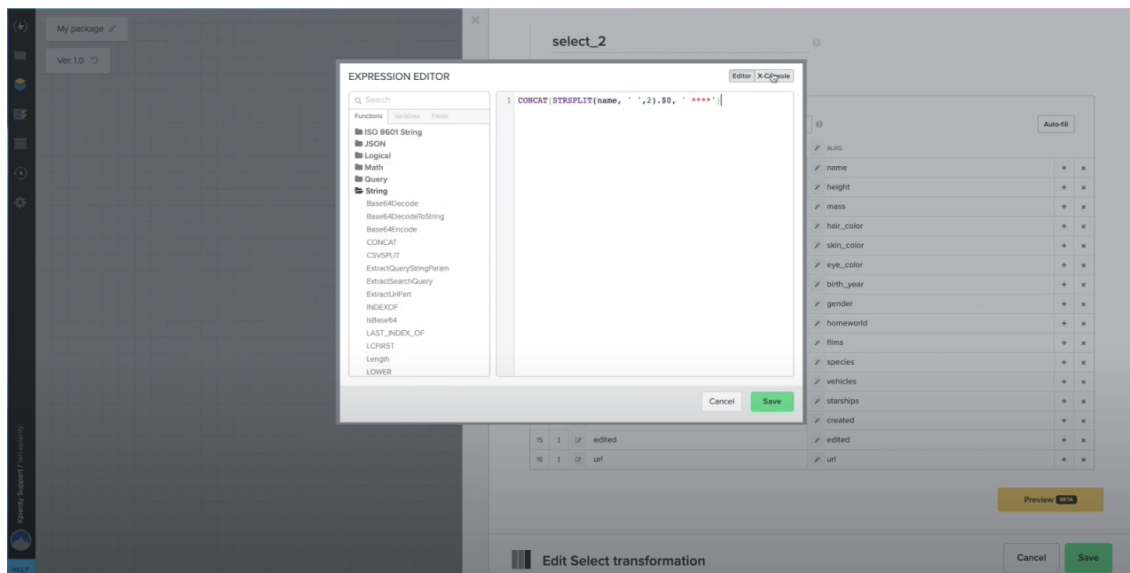 My package
Ver. 1.0
select_2
EXPRESSION EDITOR
Editor X-Console
Search
Functions Variables Fields
ISO 8601 String
JSON
Logical
Math
Query
String
Base64Decode
Base64DecodeToString
Base64Encode
CONCAT
CSVSPLIT
ExtractQueryStringParam
ExtractSearchQuery
ExtractUrlPart
INDEXOF
IsBase64
LAST_INDEX_OF
LCFIRST
Length
LOWER
1 CONCAT(STRSPLIT(name, ' ',2).$0, ' ****')
Cancel Save
Auto-fill
ALIAS
name
height
mass
hair_color
skin_color
eye_color
birth_year
gender
homeworld
films
species
vehicles
starships
created
15 edited edited
16 url url
Preview BETA
Xplenty Support /
HELP
Edit Select transformation
Cancel Save